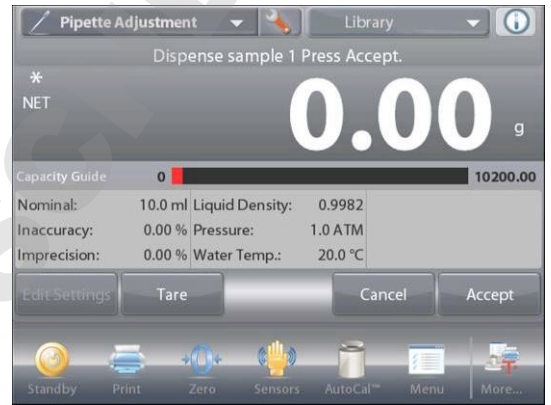 Pipette Adjustment Library
Dispense sample 1 Press Accept.
*
NET
0.00 g
Capacity Guide 0 10200.00
Nominal: 10.0 ml Liquid Density: 0.9982
Inaccuracy: 0.00 % Pressure: 1.0 ATM
Imprecision: 0.00 % Water Temp.: 20.0 °C
Edit Settings Tare Cancel Accept
Standby Print Zero Sensors AutoCal™ Menu More...